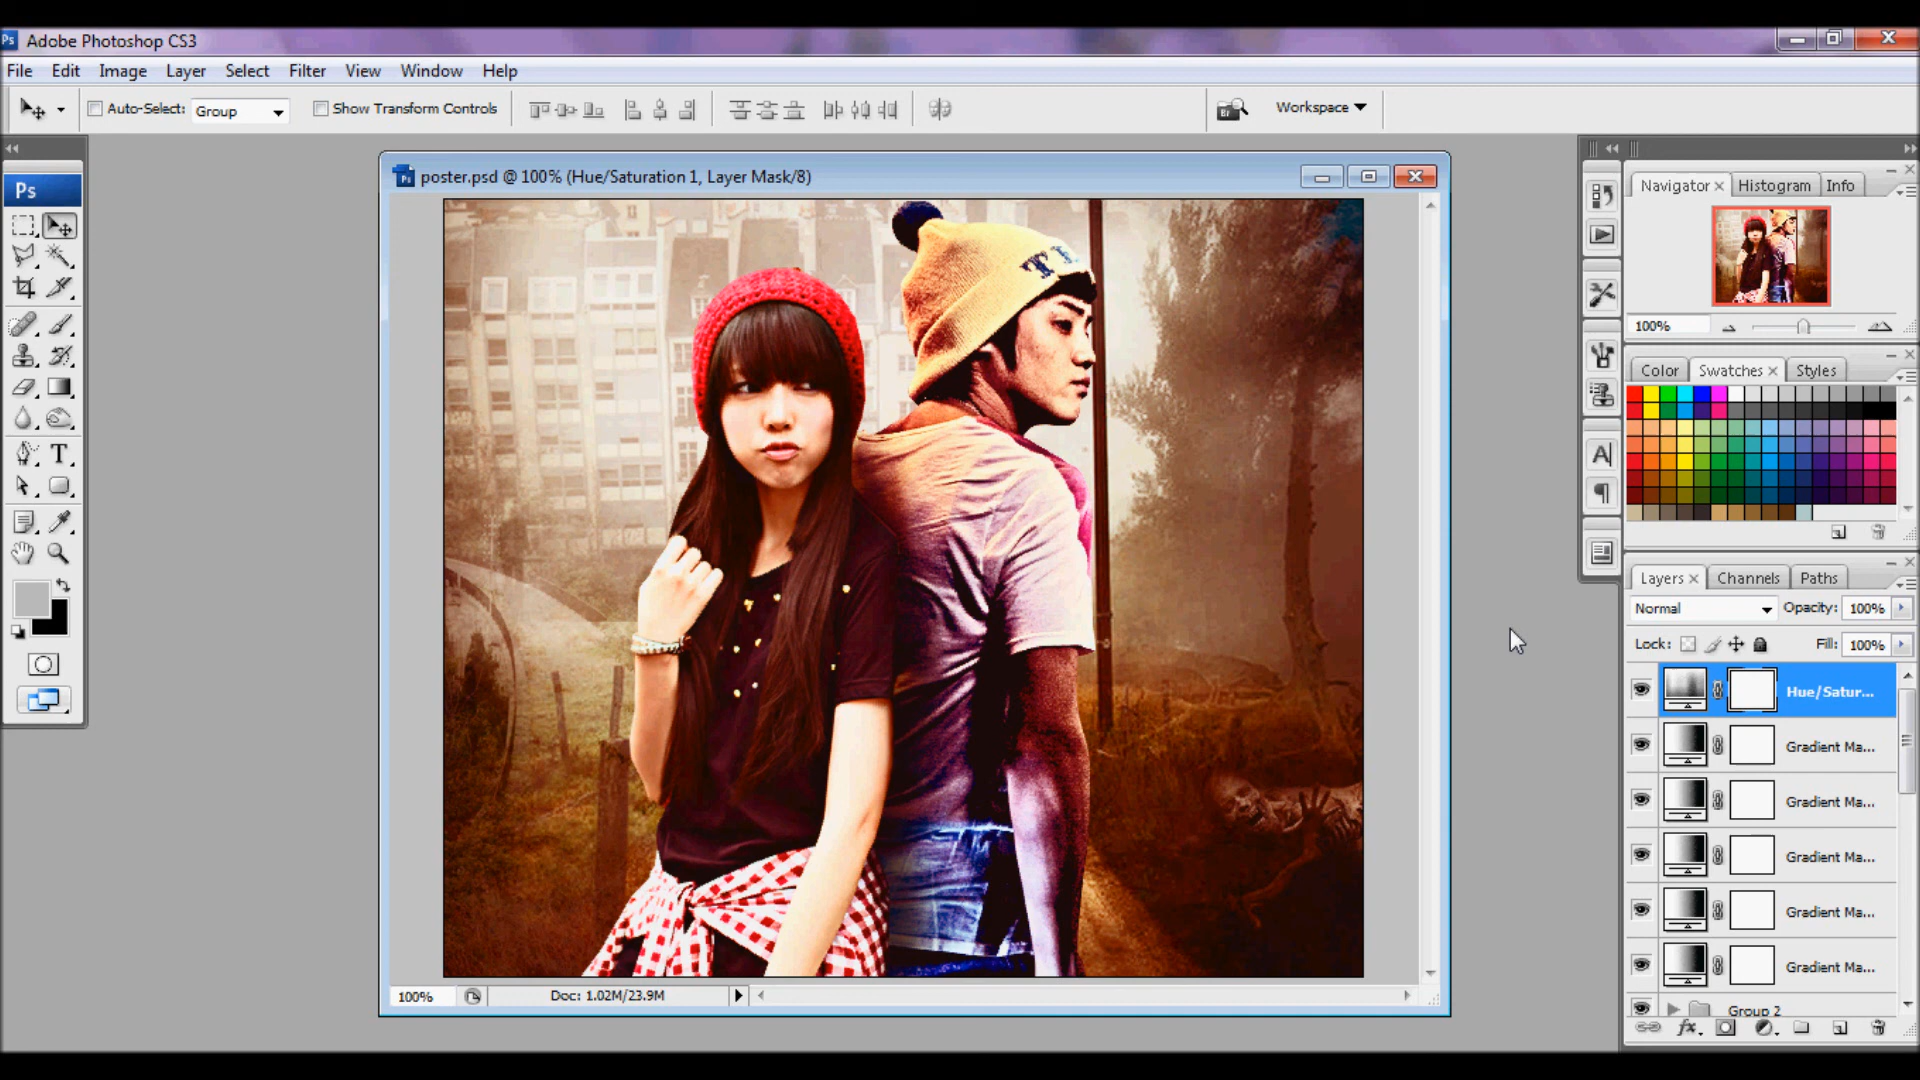 Ps Adobe Photoshop CS3
File Edit Image Layer Select Filter View Window Help
Auto-Select: Group Show Transform Controls Br Workspace
Ps
poster.psd @ 100% (Hue/Saturation 1, Layer Mask/8)
Navigator Histogram Info
100%
Color Swatches Styles
T
A
Layers Channels Paths
Normal Opacity: 100%
Lock: Fill: 100%
Hue/Satur...
Gradient Ma...
Gradient Ma...
Gradient Ma...
Gradient Ma...
Gradient Ma...
Group 2
fx
100% Doc: 1.02M/23.9M